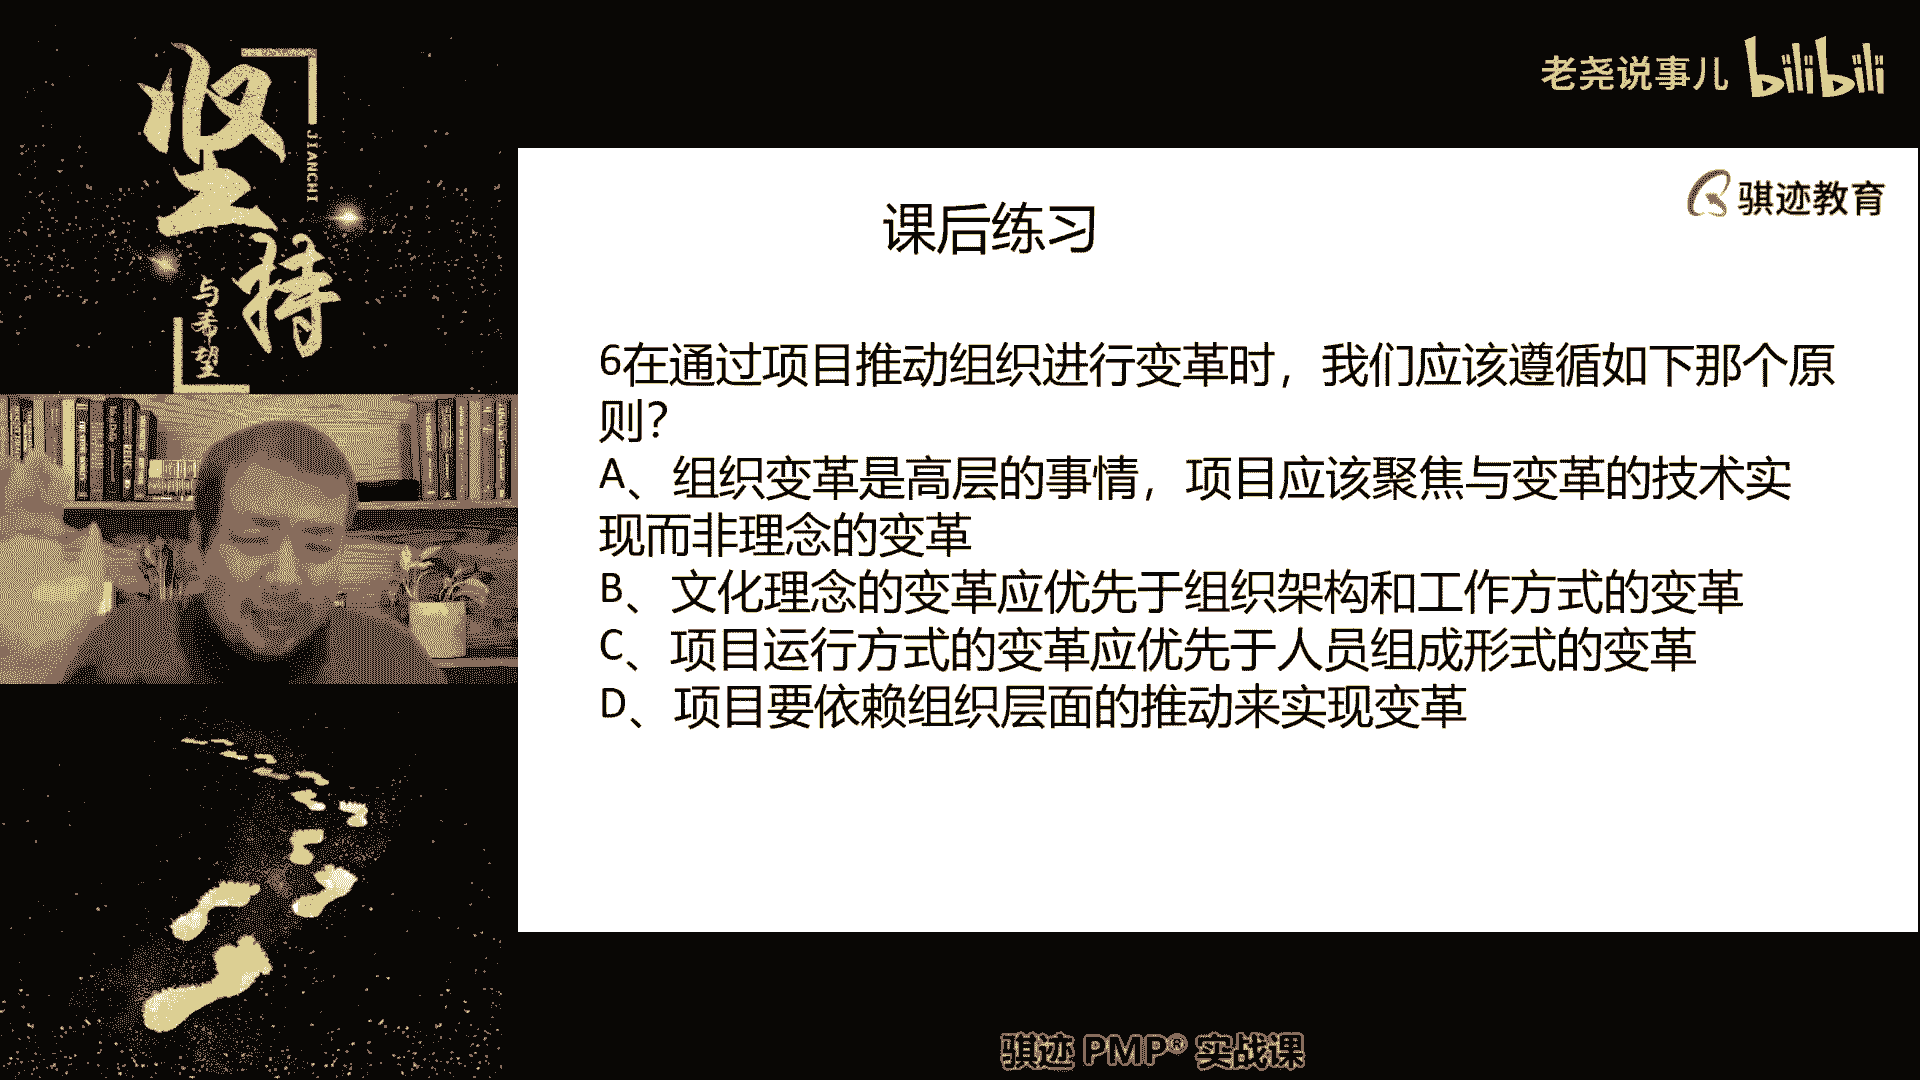 坚持
JIANCHI
与希望
老尧说事儿 bilibili
骐迹教育
课后练习
6在通过项目推动组织进行变革时，我们应该遵循如下那个原
则？
A、组织变革是高层的事情，项目应该聚焦与变革的技术实
现而非理念的变革
B、文化理念的变革应优先于组织架构和工作方式的变革
C、项目运行方式的变革应优先于人员组成形式的变革
D、项目要依赖组织层面的推动来实现变革
骐迹 PMP® 实战课